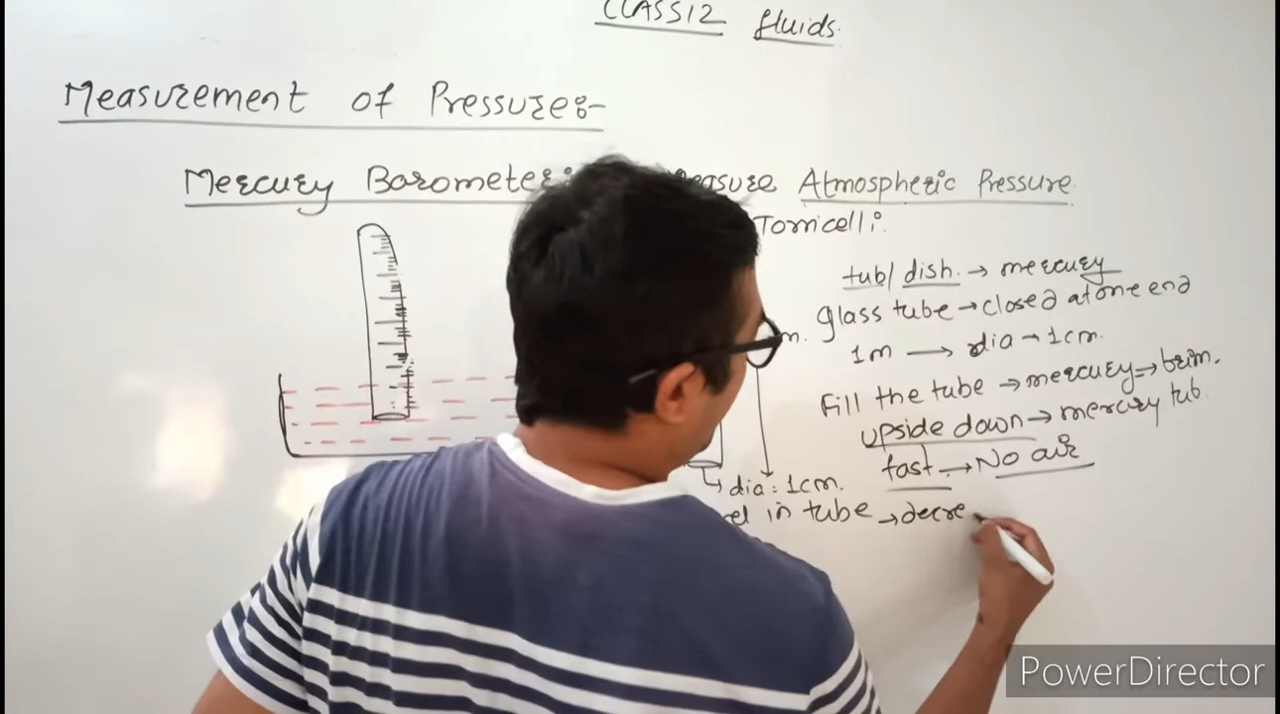 CLASS12 fluids.
Measurement of Pressure:-
Mercury Barometer: Measure Atmospheric Pressure.
Torricelli:
tub/ dish. → mercury
Glass tube → closed at one end
m.
1m → dia → 1cm.
Fill the tube → mercury → brim.
upside down → mercury tub.
fast → No air
dia = 1cm.
in tube → decre
PowerDirector